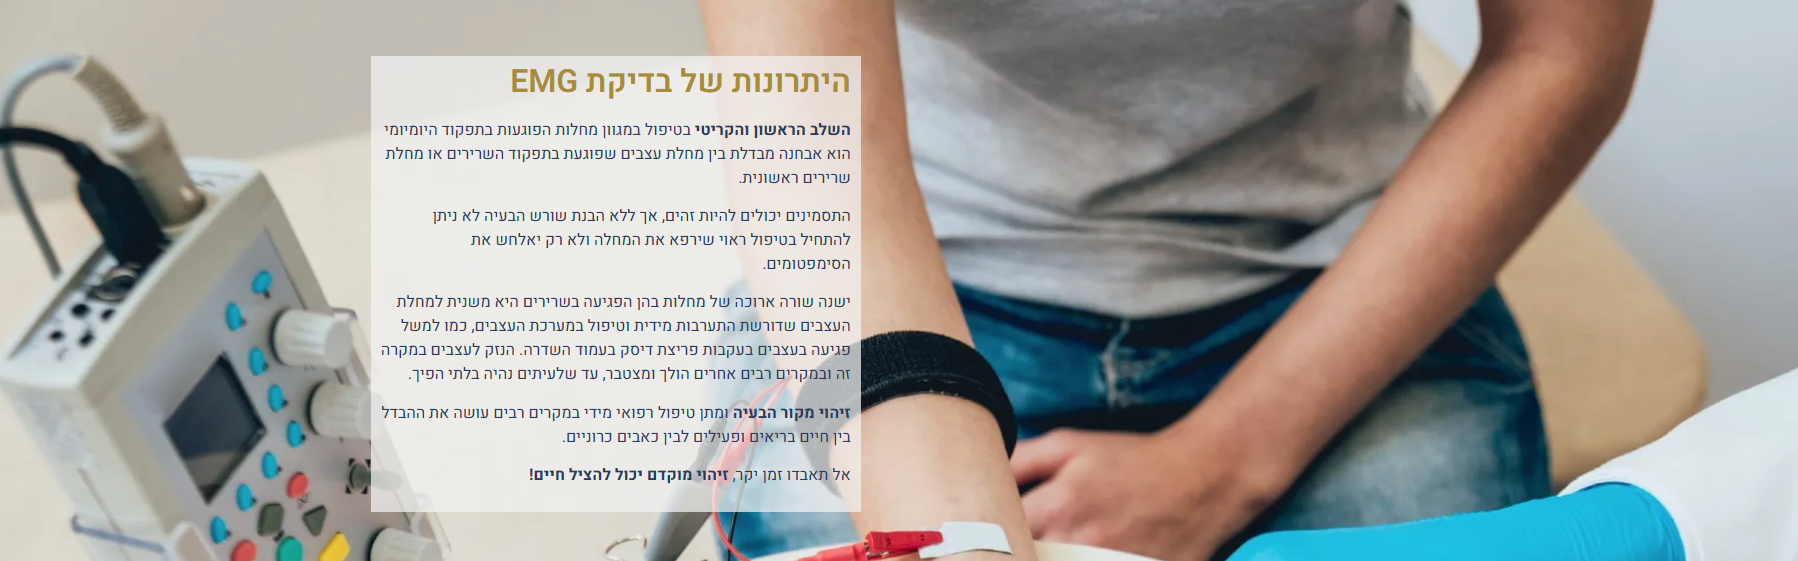 היתרונות של בדיקת EMG
השלב הראשון והקריטי בטיפול במגוון מחלות הפוגעות בתפקוד היומיומי
הוא אבחנה מבדלת בין מחלת עצבים שפוגעת בתפקוד השרירים או מחלת
שרירים ראשונית.
התסמינים יכולים להיות זהים, אך ללא הבנת שורש הבעיה לא ניתן
להתחיל בטיפול ראוי שירפא את המחלה ולא רק יאלחש את
הסימפטומים.
ישנה שורה ארוכה של מחלות בהן הפגיעה בשרירים היא משנית למחלת
העצבים שדורשת התערבות מידית וטיפול במערכת העצבים, כמו למשל
פגיעה בעצבים בעקבות פריצת דיסק בעמוד השדרה. הנזק לעצבים במקרה
זה ובמקרים רבים אחרים הולך ומצטבר, עד שלעיתים נהיה בלתי הפיך.
זיהוי מקור הבעיה ומתן טיפול רפואי מידי במקרים רבים עושה את ההבדל
בין חיים בריאים ופעילים לבין כאבים כרוניים.
אל תאבדו זמן יקר, זיהוי מוקדם יכול להציל חיים!